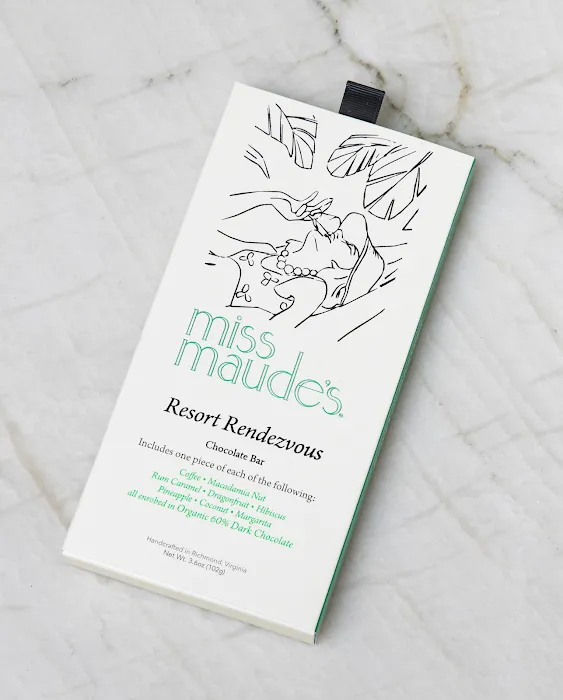 miss
maude's®
Resort Rendezvous
Chocolate Bar
Includes one piece of each of the following:
Coffee • Macadamia Nut
Rum Caramel • Dragonfruit • Hibiscus
Pineapple • Coconut • Margarita
all enrobed in Organic 60% Dark Chocolate
Handcrafted in Richmond, Virginia
Net Wt. 3.6oz (102g)